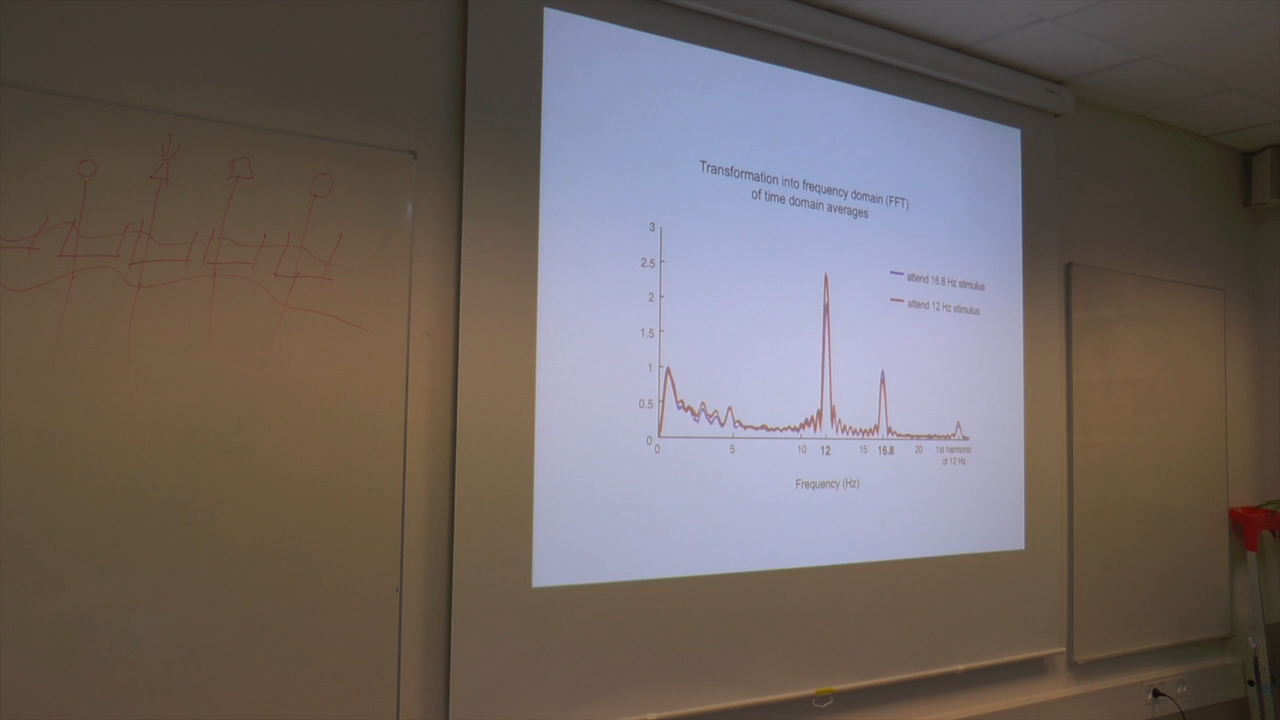 Transformation into frequency domain (FFT)
of time domain averages
3
2.5
2
1.5
1
0.5
0
attend 16.8 Hz stimulus
attend 12 Hz stimulus
0 5 10 12 15 16.8 20 1st harmonic
of 12 Hz
Frequency (Hz)